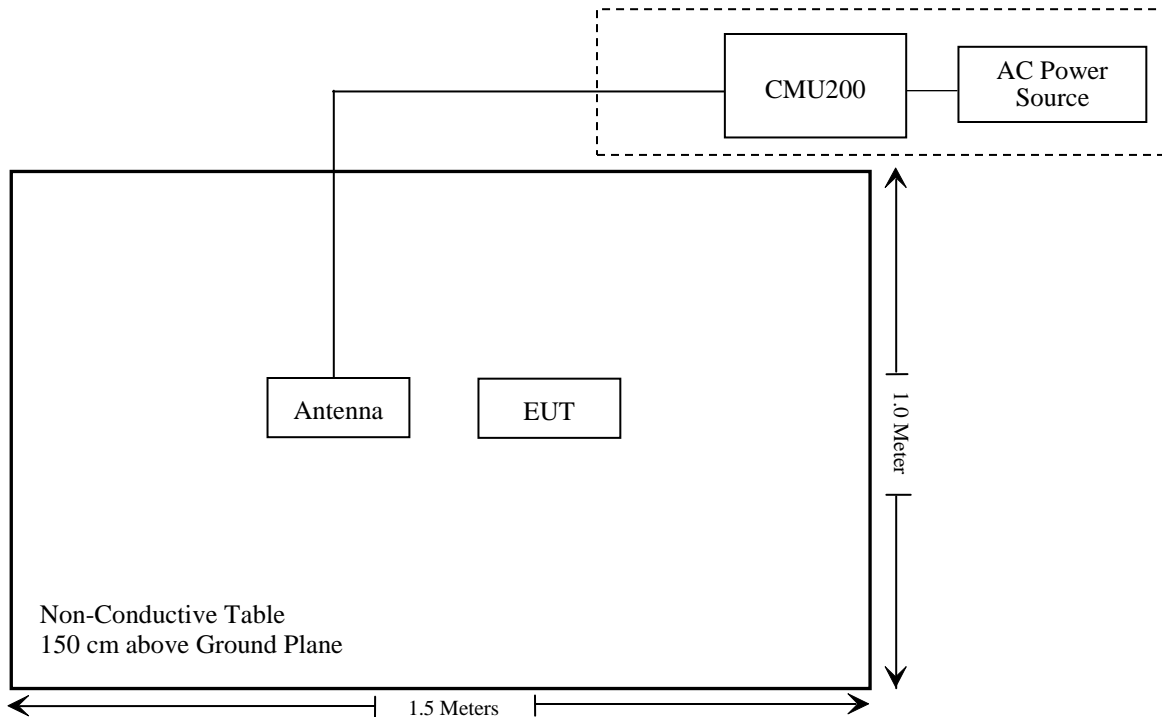 CMU200
AC Power
Source
Antenna
EUT
1.0 Meter
Non-Conductive Table
150 cm above Ground Plane
1.5 Meters